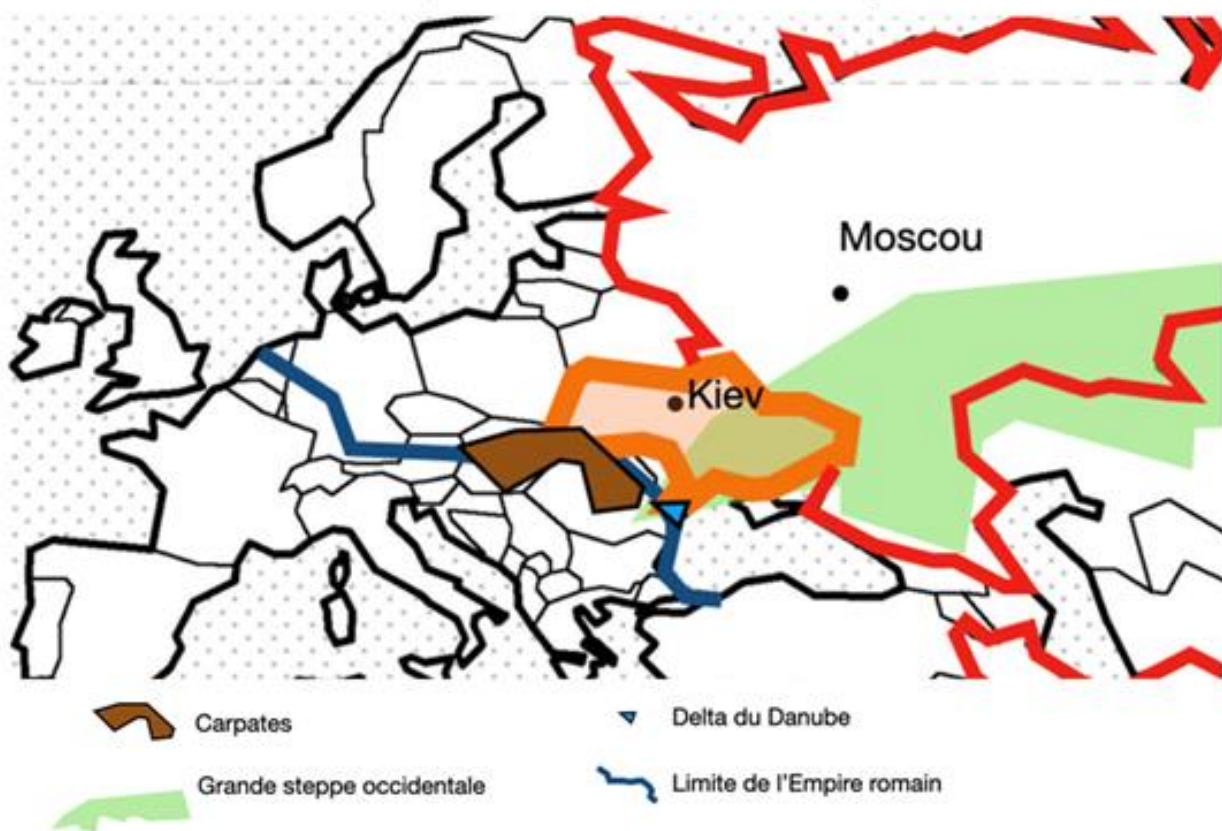 Moscou
Kiev
Carpates
Delta du Danube
Grande steppe occidentale
Limite de l'Empire romain